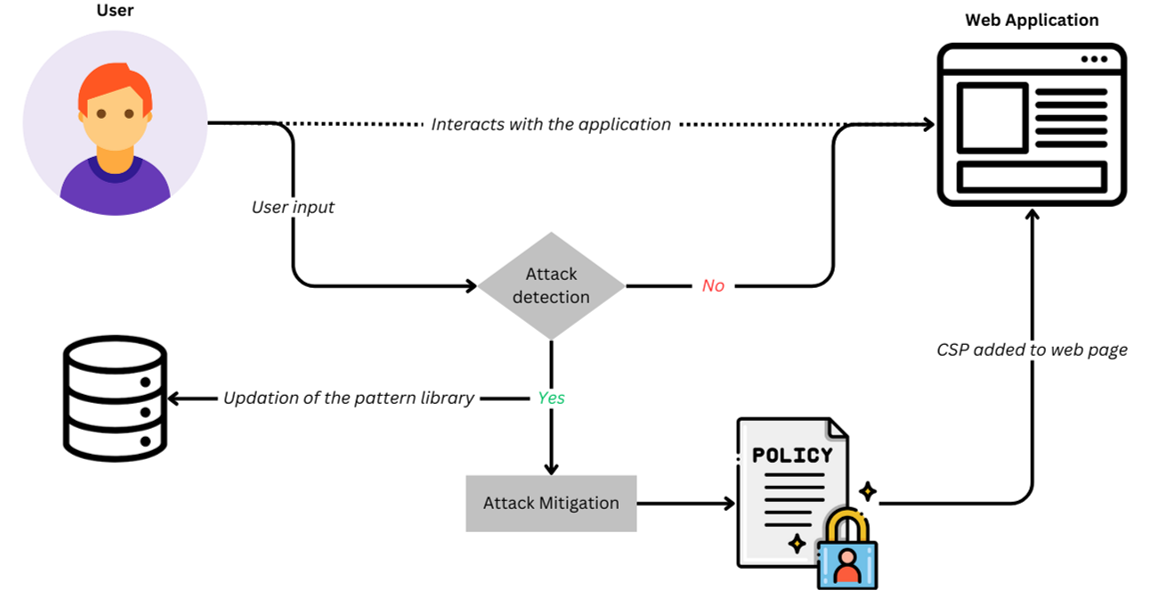 User
Web Application
Interacts with the application
User input
Attack
detection
No
CSP added to web page
Updation of the pattern library
Yes
POLICY
Attack Mitigation